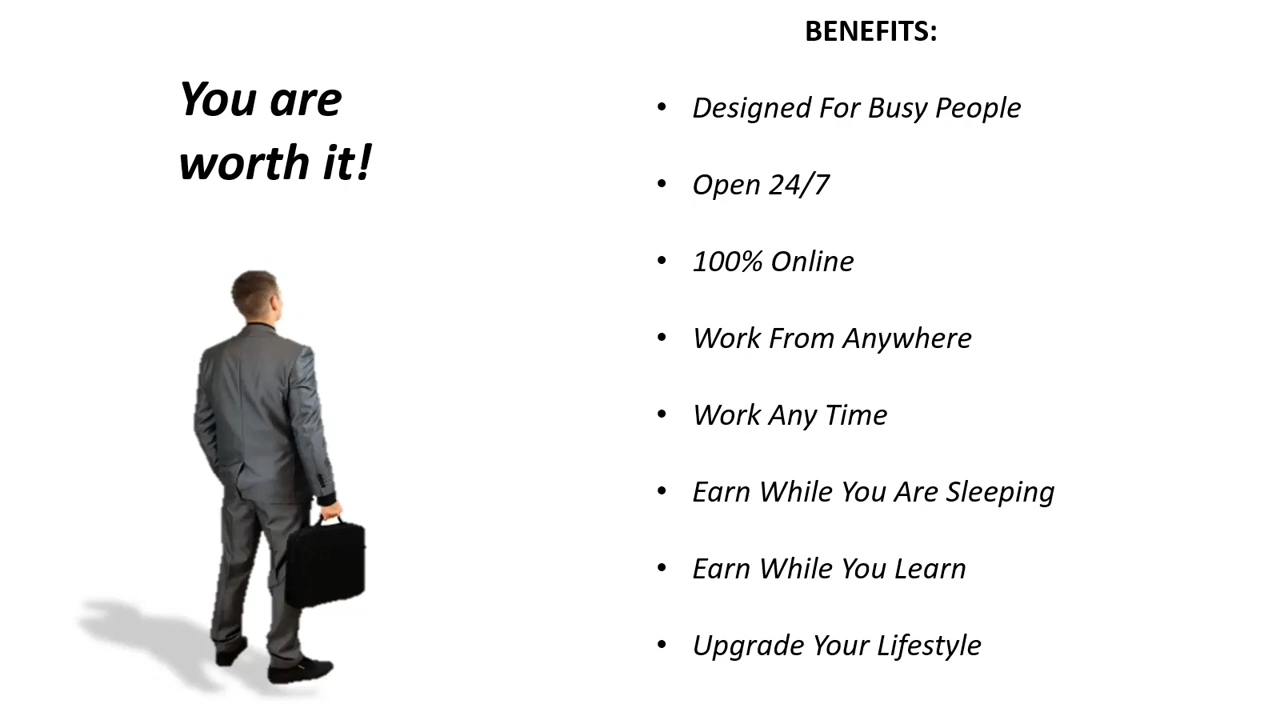 You are
worth it!
BENEFITS:
• Designed For Busy People
• Open 24/7
• 100% Online
• Work From Anywhere
• Work Any Time
• Earn While You Are Sleeping
• Earn While You Learn
• Upgrade Your Lifestyle